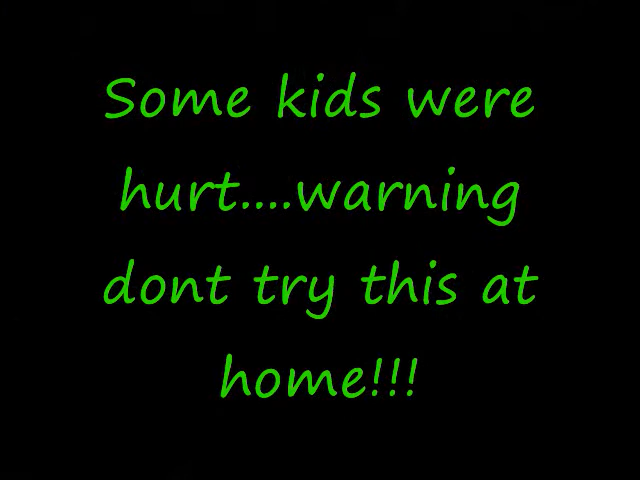 Some kids were
hurt....warning
dont try this at
home!!!